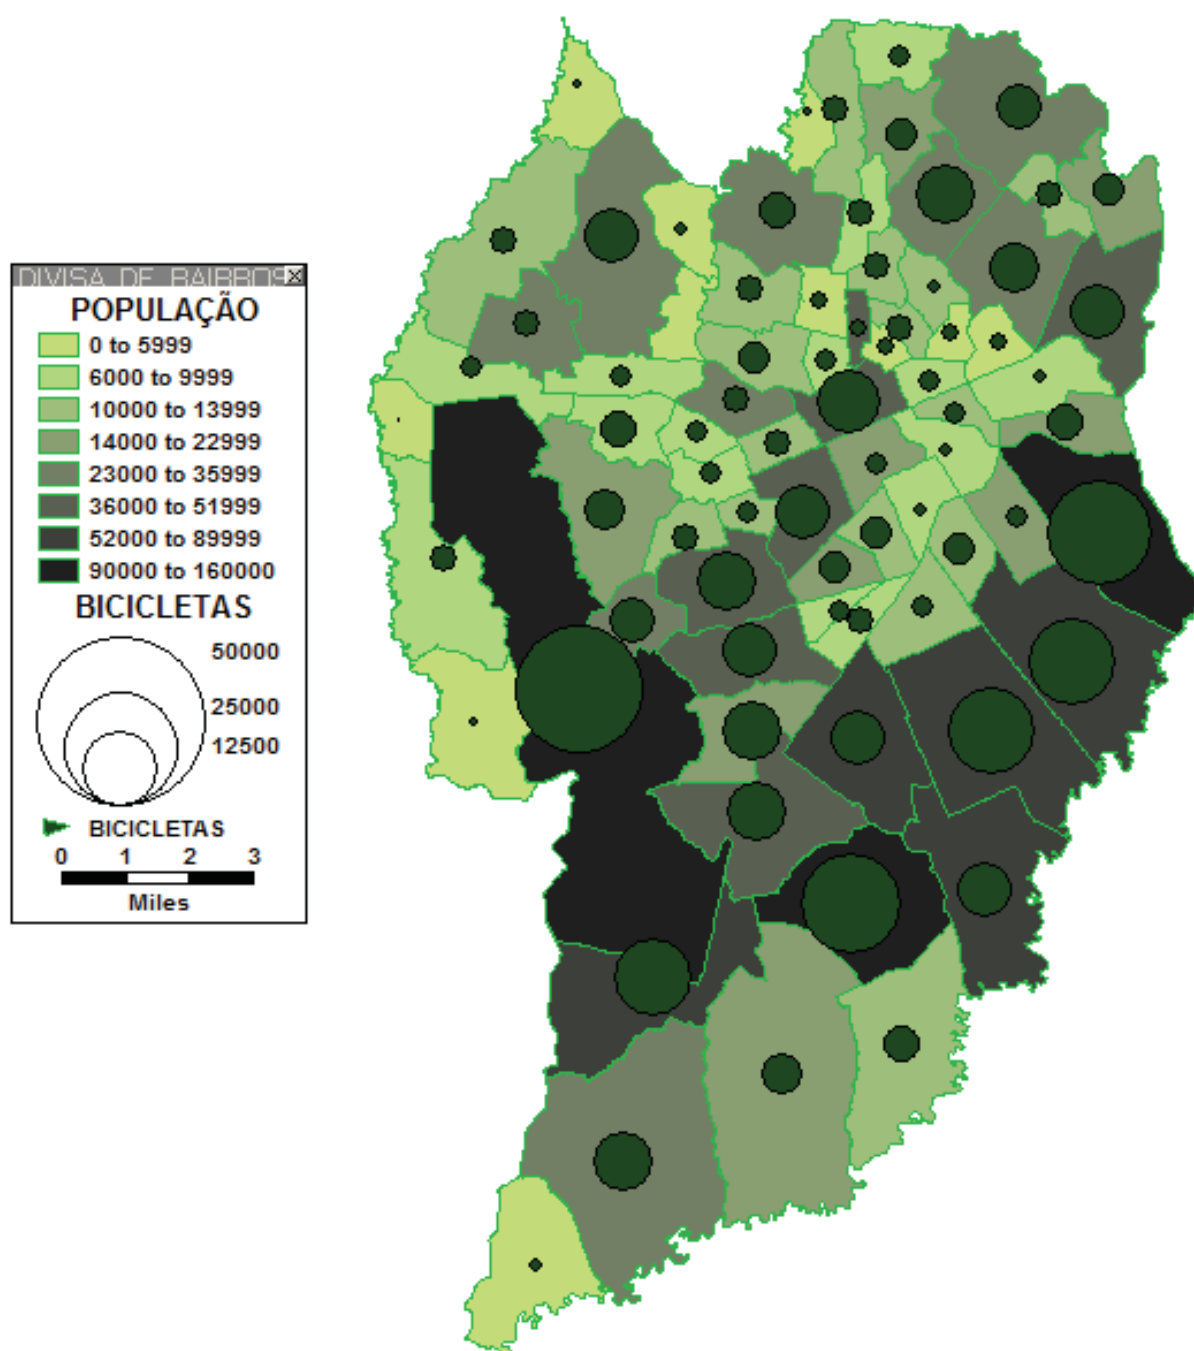 DIVISA DE BAIRROS
POPULAÇÃO
0 to 5999
6000 to 9999
10000 to 13999
14000 to 22999
23000 to 35999
36000 to 51999
52000 to 89999
90000 to 160000
BICICLETAS
50000
25000
12500
BICICLETAS
0 1 2 3
Miles